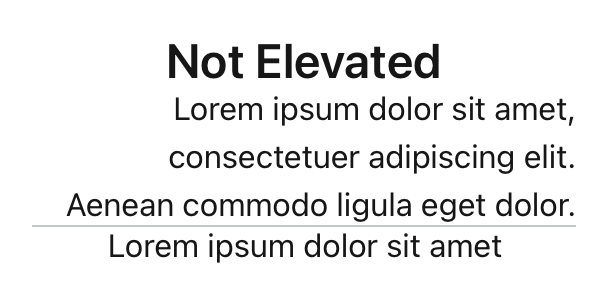 Not Elevated
Lorem ipsum dolor sit amet,
consectetuer adipiscing elit.
Aenean commodo ligula eget dolor.
Lorem ipsum dolor sit amet